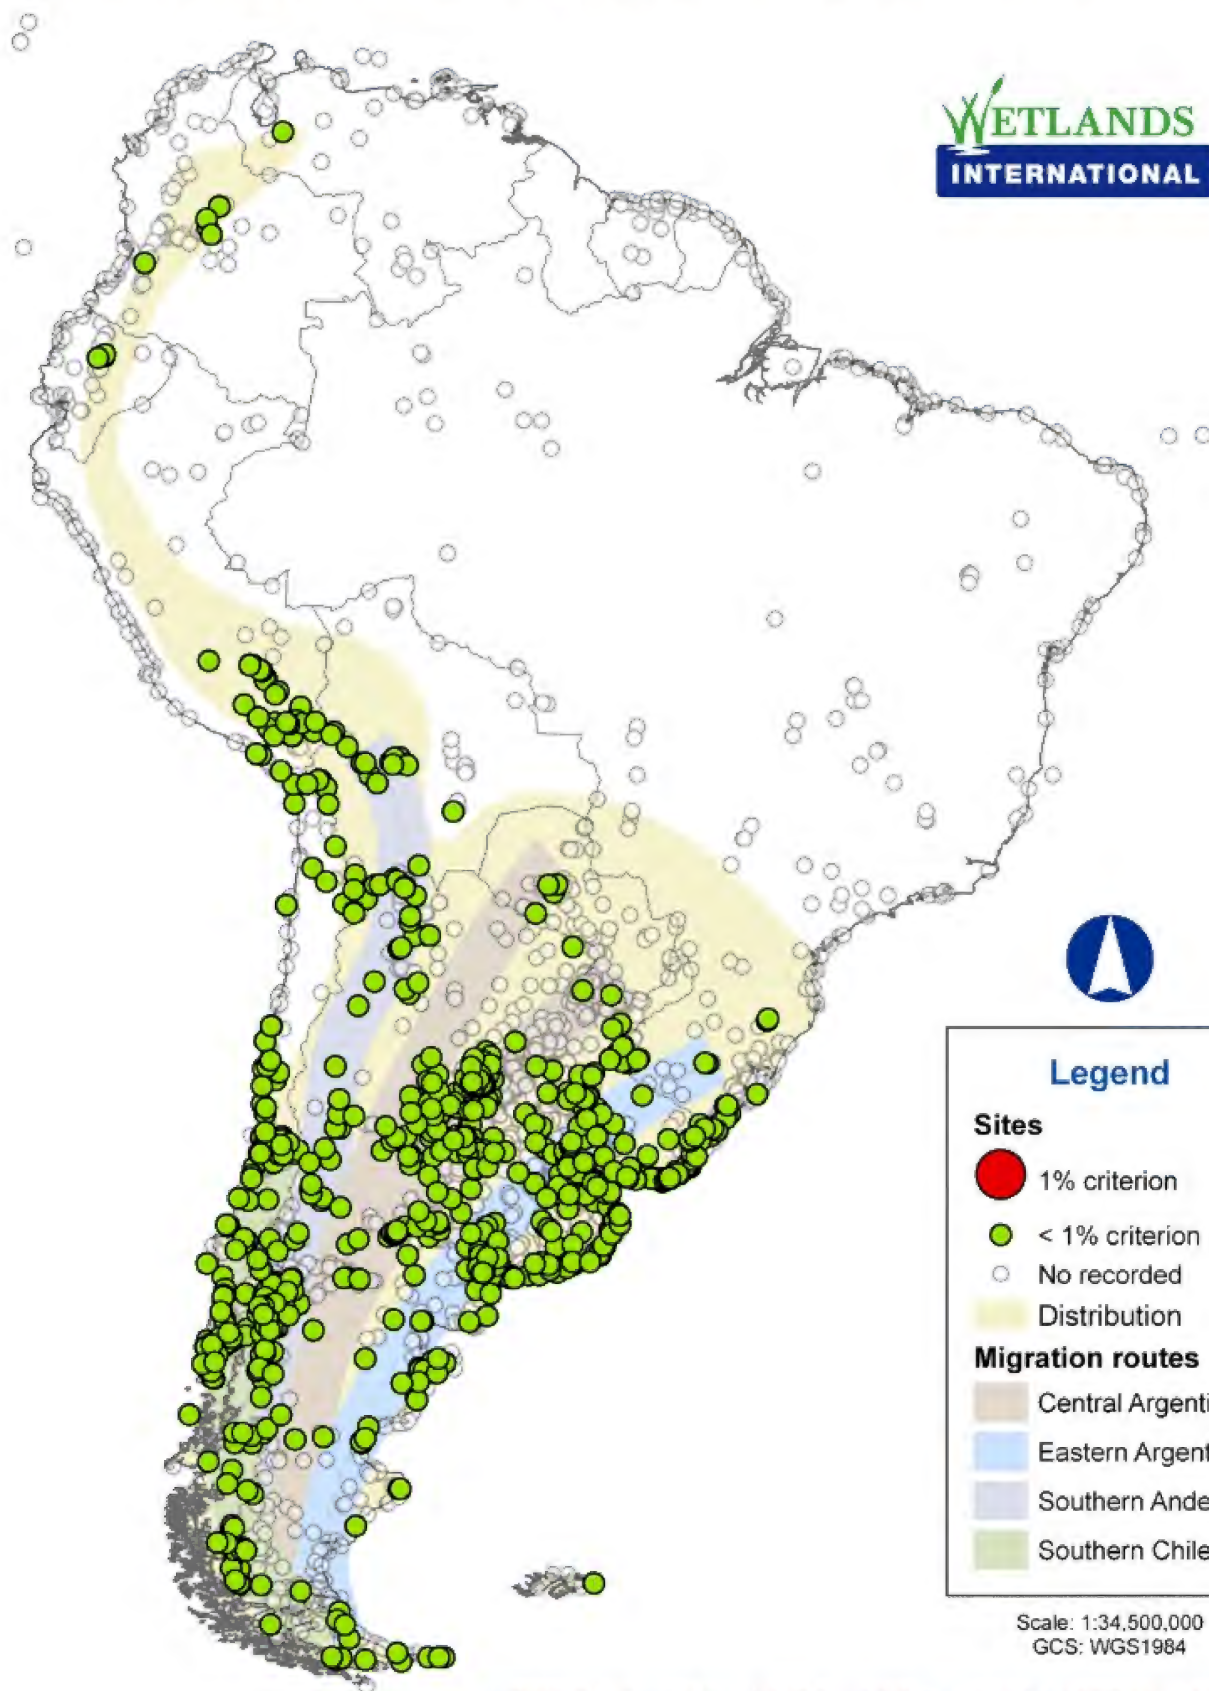 WETLANDS
INTERNATIONAL
Legend
Sites
1% criterion
< 1% criterion
No recorded
Distribution
Migration routes
Central Argenti
Eastern Argent
Southern Ande
Southern Chile
Scale: 1:34,500,000
GCS: WGS1984